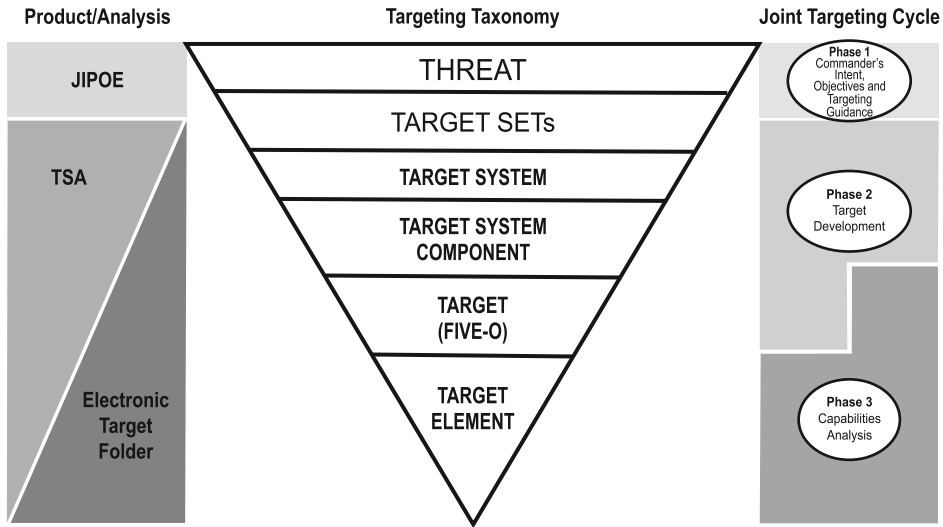 Product/Analysis
Targeting Taxonomy
Joint Targeting Cycle
JIPOE
TSA
Electronic
Target
Folder
THREAT
TARGET SETs
TARGET SYSTEM
TARGET SYSTEM
COMPONENT
TARGET
(FIVE-O)
TARGET
ELEMENT
Phase 1
Commander's
Intent,
Objectives and
Targeting
Guidance
Phase 2
Target
Development
Phase 3
Capabilities
Analysis